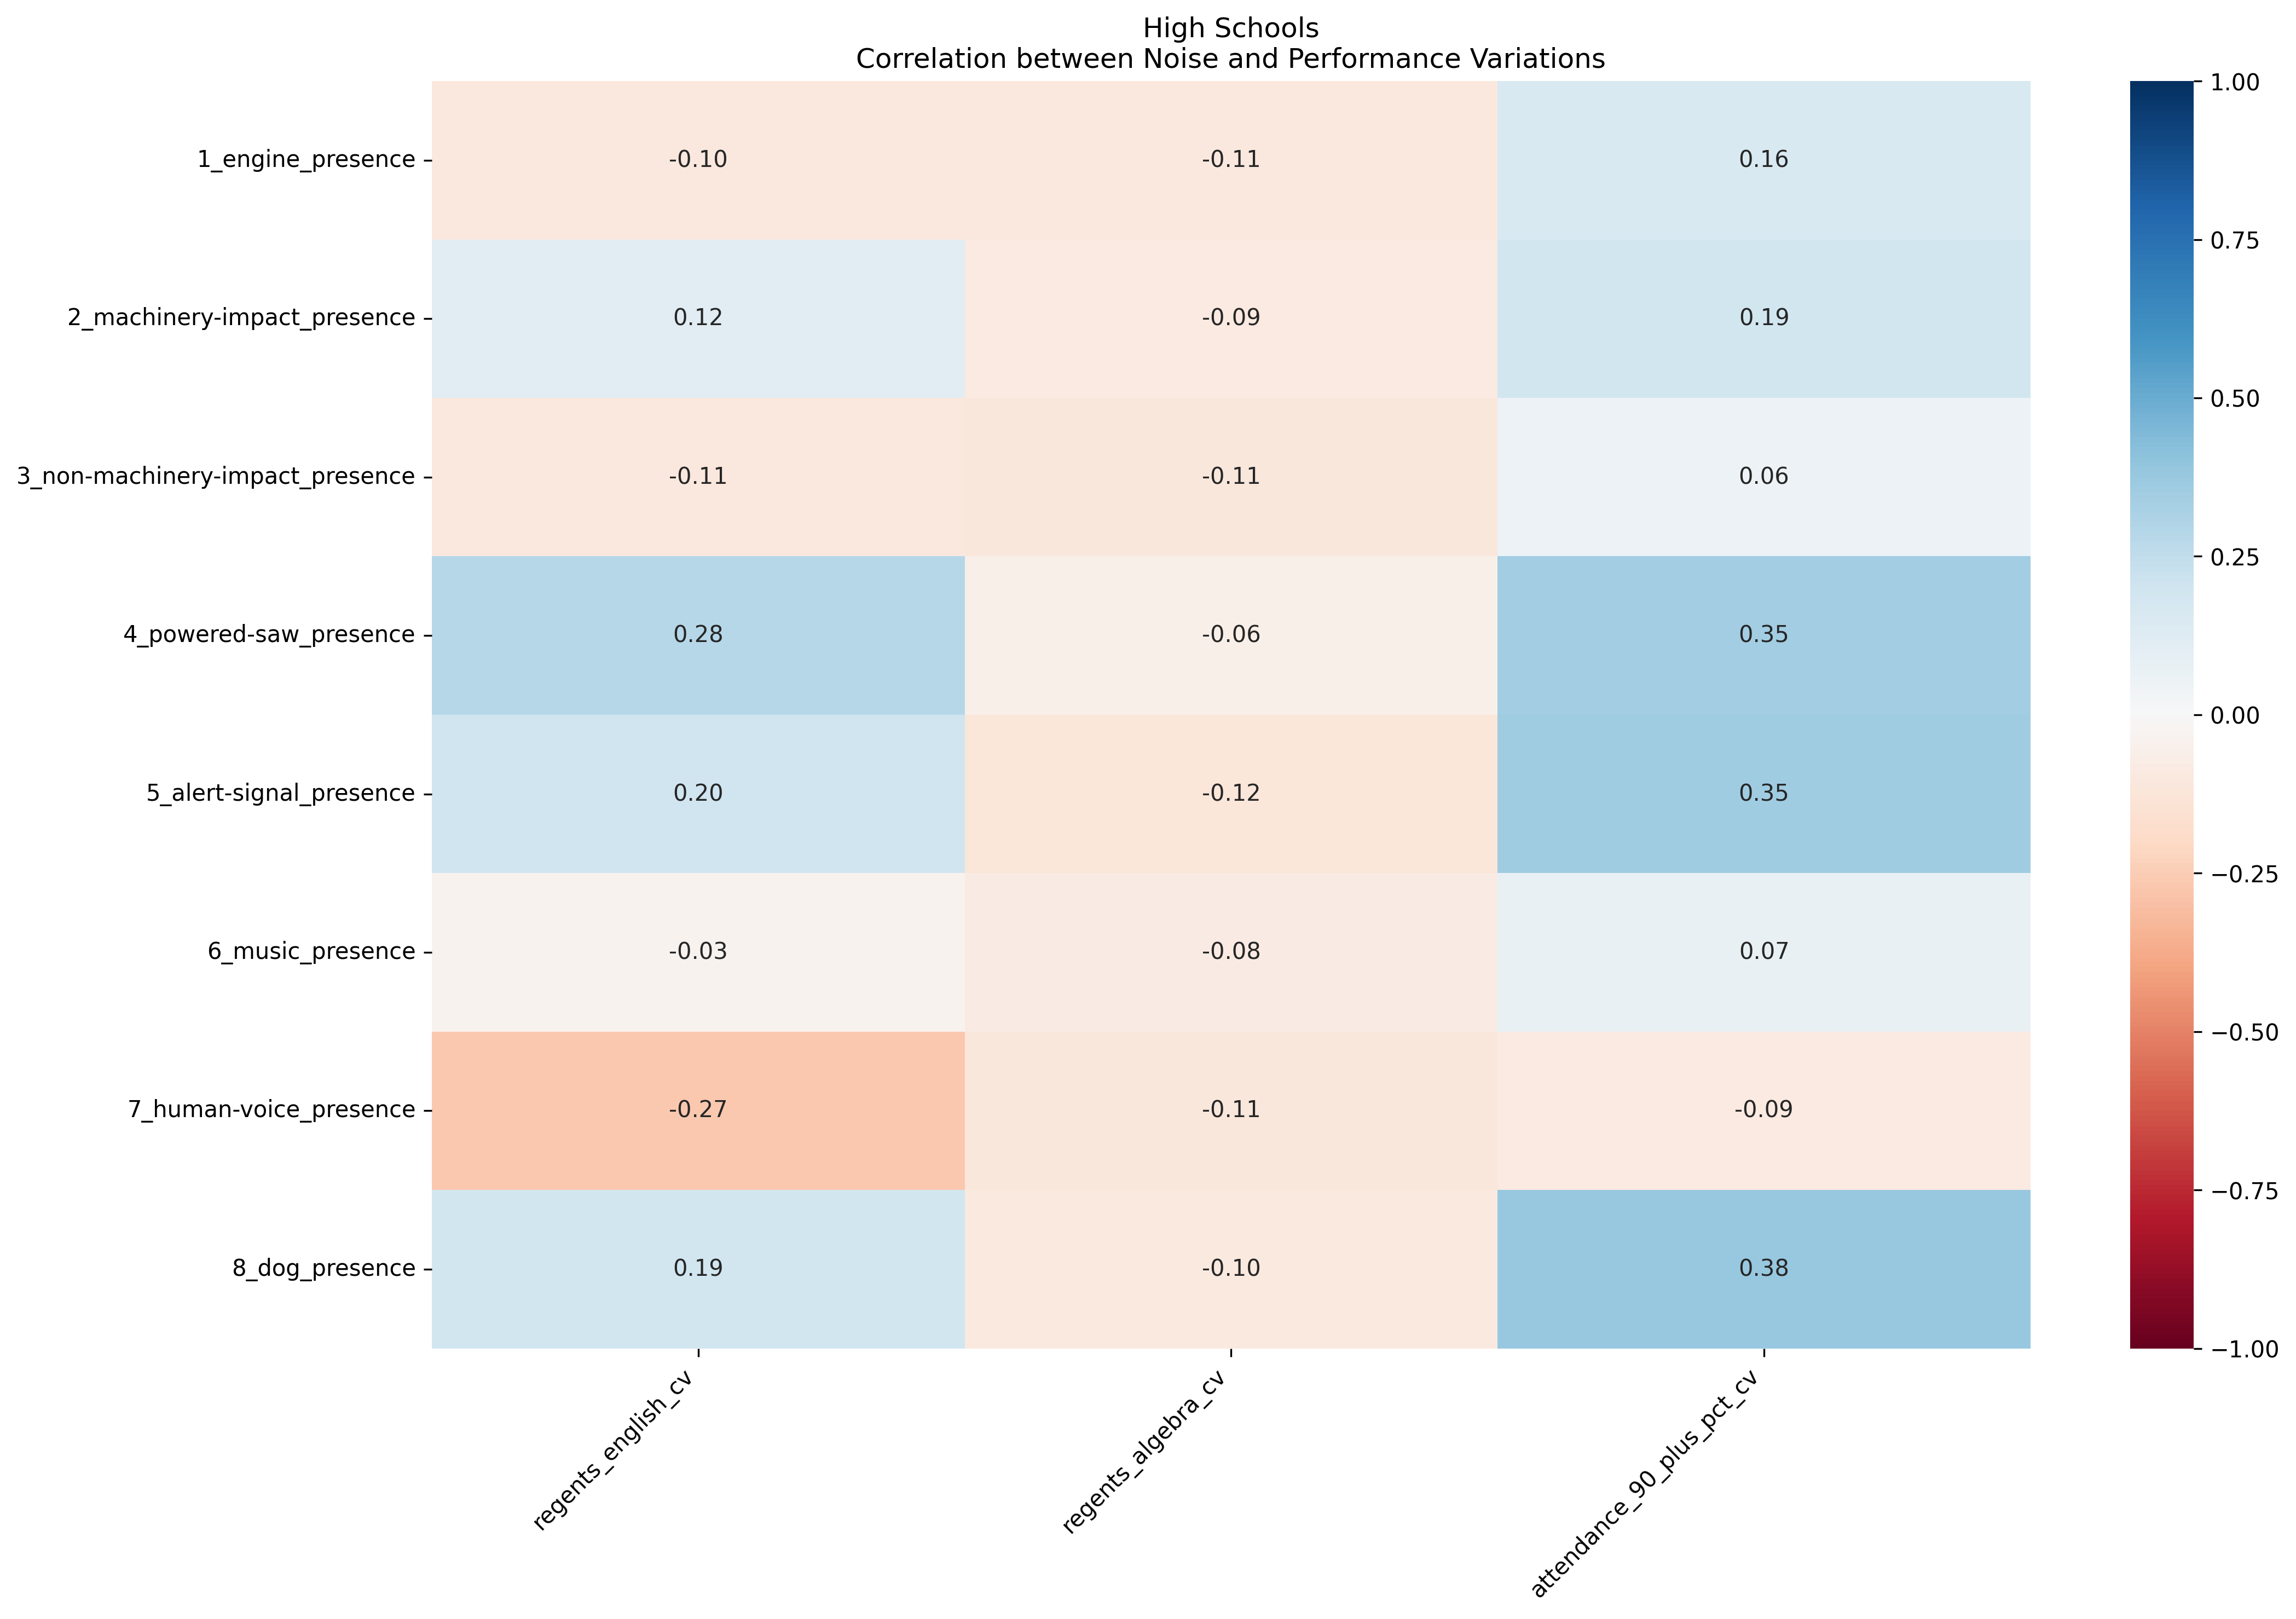 High Schools
Correlation between Noise and Performance Variations
1_engine_presence -0.10 -0.11 0.16
2_machinery-impact_presence 0.12 -0.09 0.19
3_non-machinery-impact_presence -0.11 -0.11 0.06
4_powered-saw_presence 0.28 -0.06 0.35
5_alert-signal_presence 0.20 -0.12 0.35
6_music_presence -0.03 -0.08 0.07
7_human-voice_presence -0.27 -0.11 -0.09
8_dog_presence 0.19 -0.10 0.38
regents_english_cv
regents_algebra_cv
attendance_90_plus_pct_cv
1.00
0.75
0.50
0.25
0.00
−0.25
−0.50
−0.75
−1.00